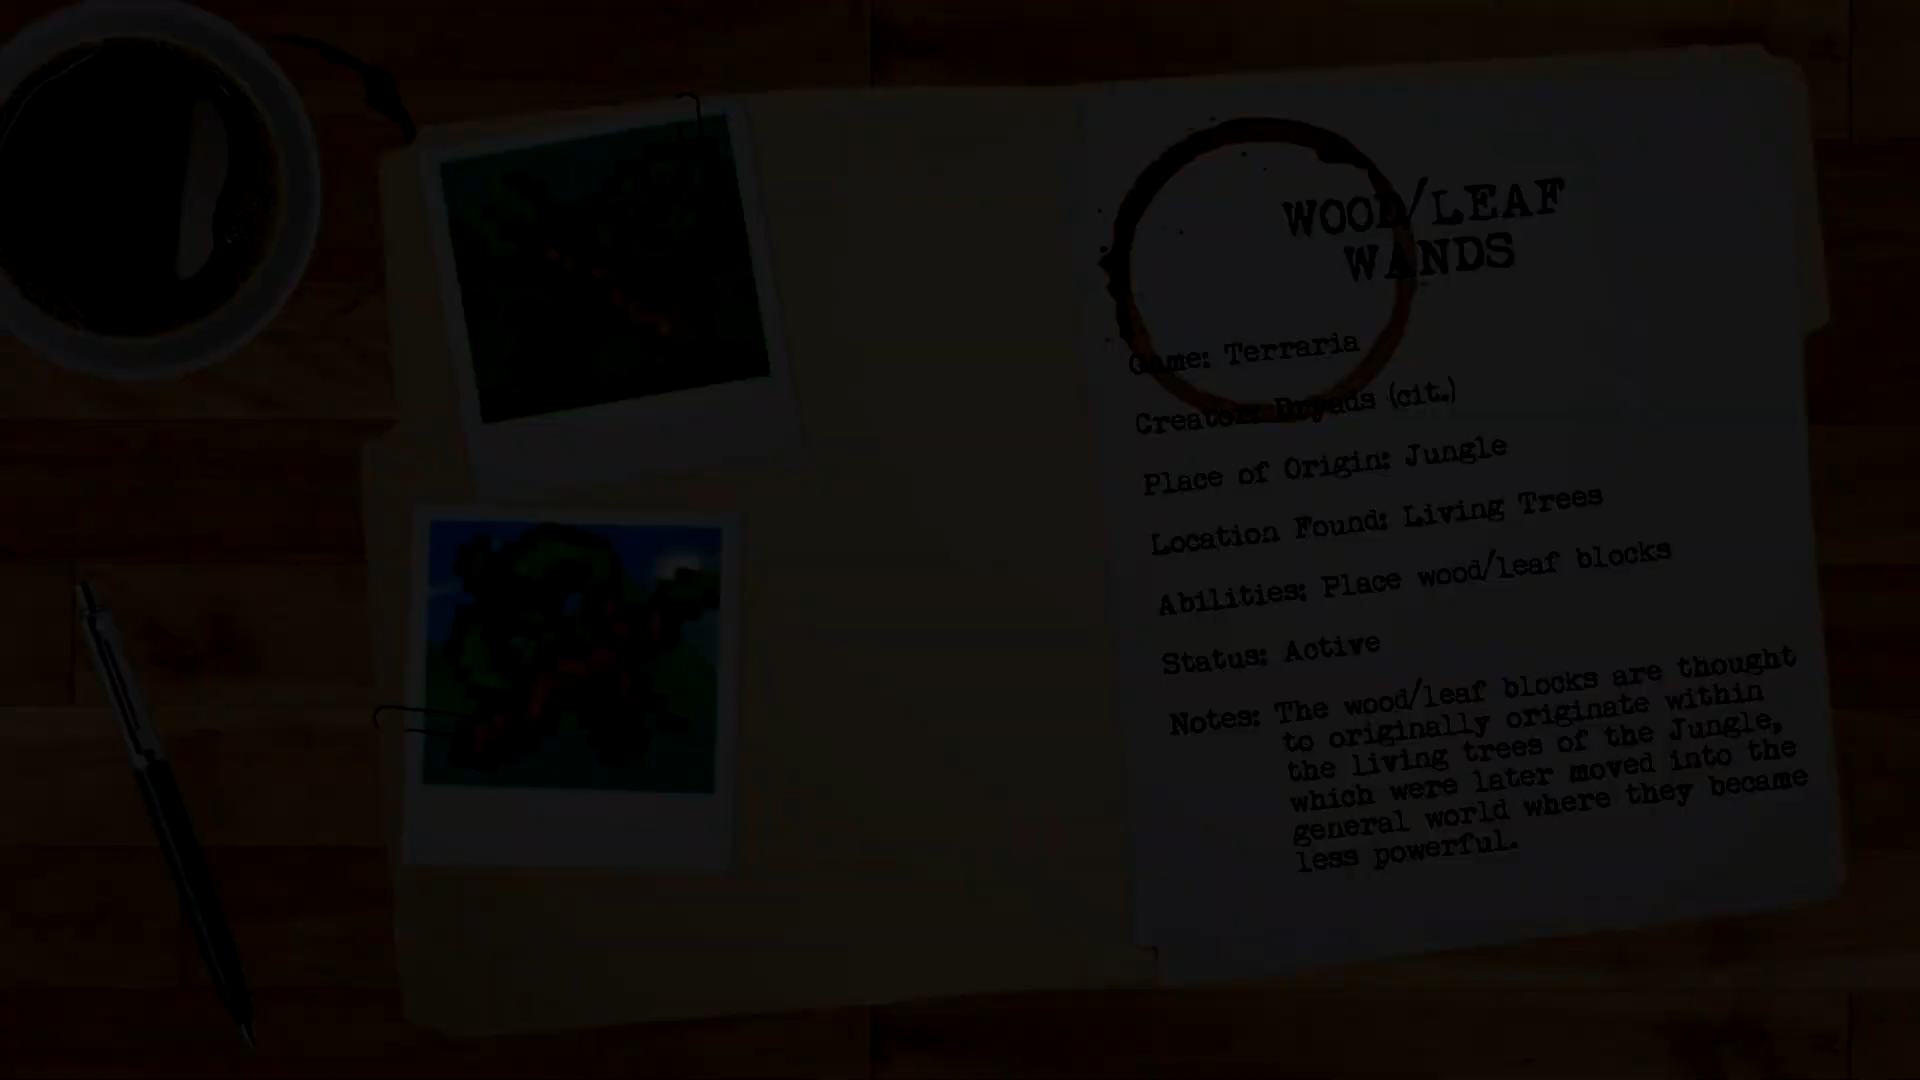 WOOD/LEAF
WANDS
Game: Terraria
Creator: Dryads (cit.)
Place of Origin: Jungle
Location Found: Living Trees
Abilities: Place wood/leaf blocks
Status: Active
Notes: The wood/leaf blocks are thought
to originally originate within
the living trees of the Jungle,
which were later moved into the
general world where they became
less powerful.